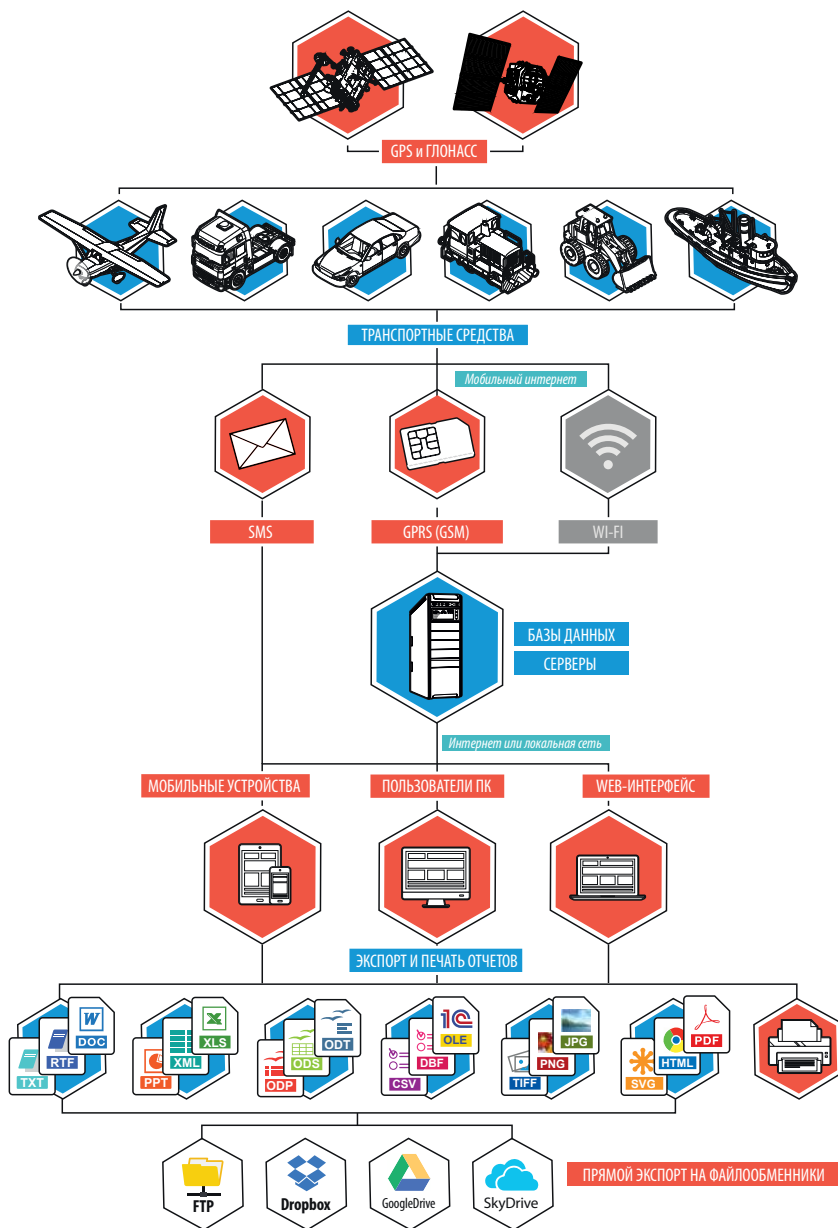 GPS и ГЛОНАСС
ТРАНСПОРТНЫЕ СРЕДСТВА
Мобильный интернет
SMS
GPRS (GSM)
WI-FI
БАЗЫ ДАННЫХ
СЕРВЕРЫ
Интернет или локальная сеть
МОБИЛЬНЫЕ УСТРОЙСТВА
ПОЛЬЗОВАТЕЛИ ПК
WEB-ИНТЕРФЕЙС
ЭКСПОРТ И ПЕЧАТЬ ОТЧЕТОВ
W
DOC
RTF
TXT
X
XLS
XML
P
PPT
ODT
ODS
ODP
1С
OLE
DBF
CSV
JPG
PNG
TIFF
PDF
HTML
SVG
FTP
Dropbox
GoogleDrive
SkyDrive
ПРЯМОЙ ЭКСПОРТ НА ФАЙЛООБМЕННИКИ